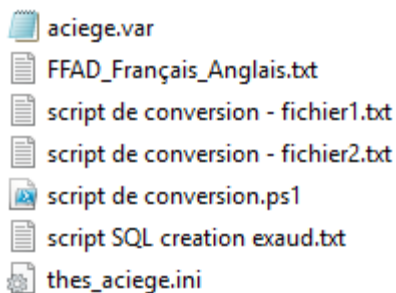 aciege.var
FFAD_Français_Anglais.txt
script de conversion - fichier1.txt
script de conversion - fichier2.txt
script de conversion.ps1
script SQL creation exaud.txt
thes_aciege.ini